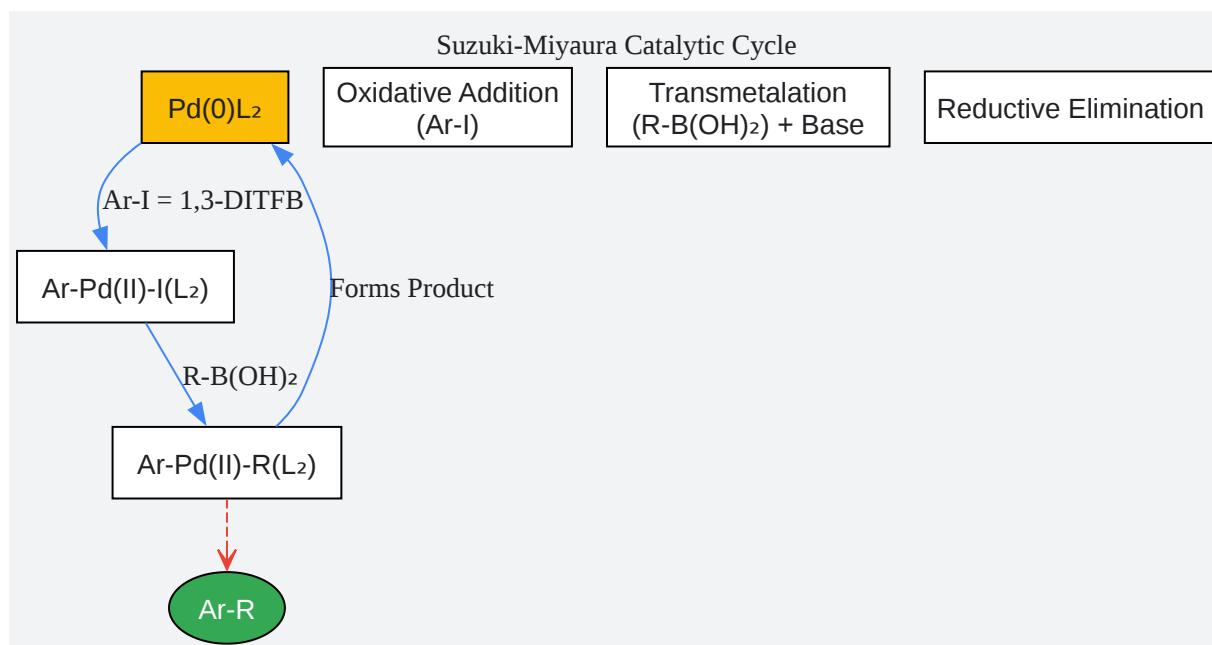 Suzuki-Miyaura Catalytic Cycle
Pd(0)L₂
Oxidative Addition
(Ar-I)
Transmetalation
(R-B(OH)₂) + Base
Reductive Elimination
Ar-I = 1,3-DITFB
Ar-Pd(II)-I(L₂)
Forms Product
R-B(OH)₂
Ar-Pd(II)-R(L₂)
Ar-R